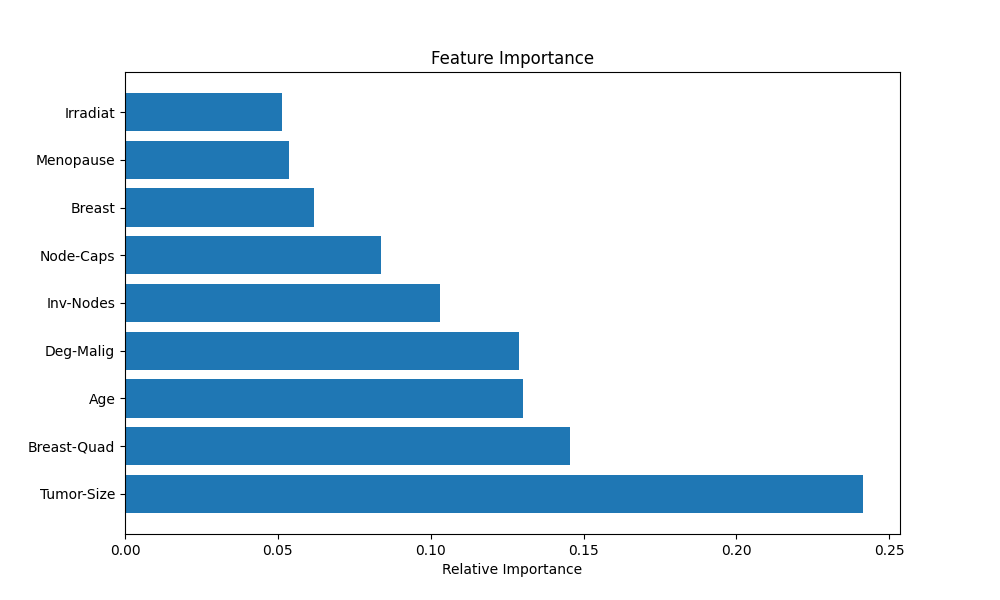 Feature Importance
Irradiat
Menopause
Breast
Node-Caps
Inv-Nodes
Deg-Malig
Age
Breast-Quad
Tumor-Size
0.00 0.05 0.10 0.15 0.20 0.25
Relative Importance